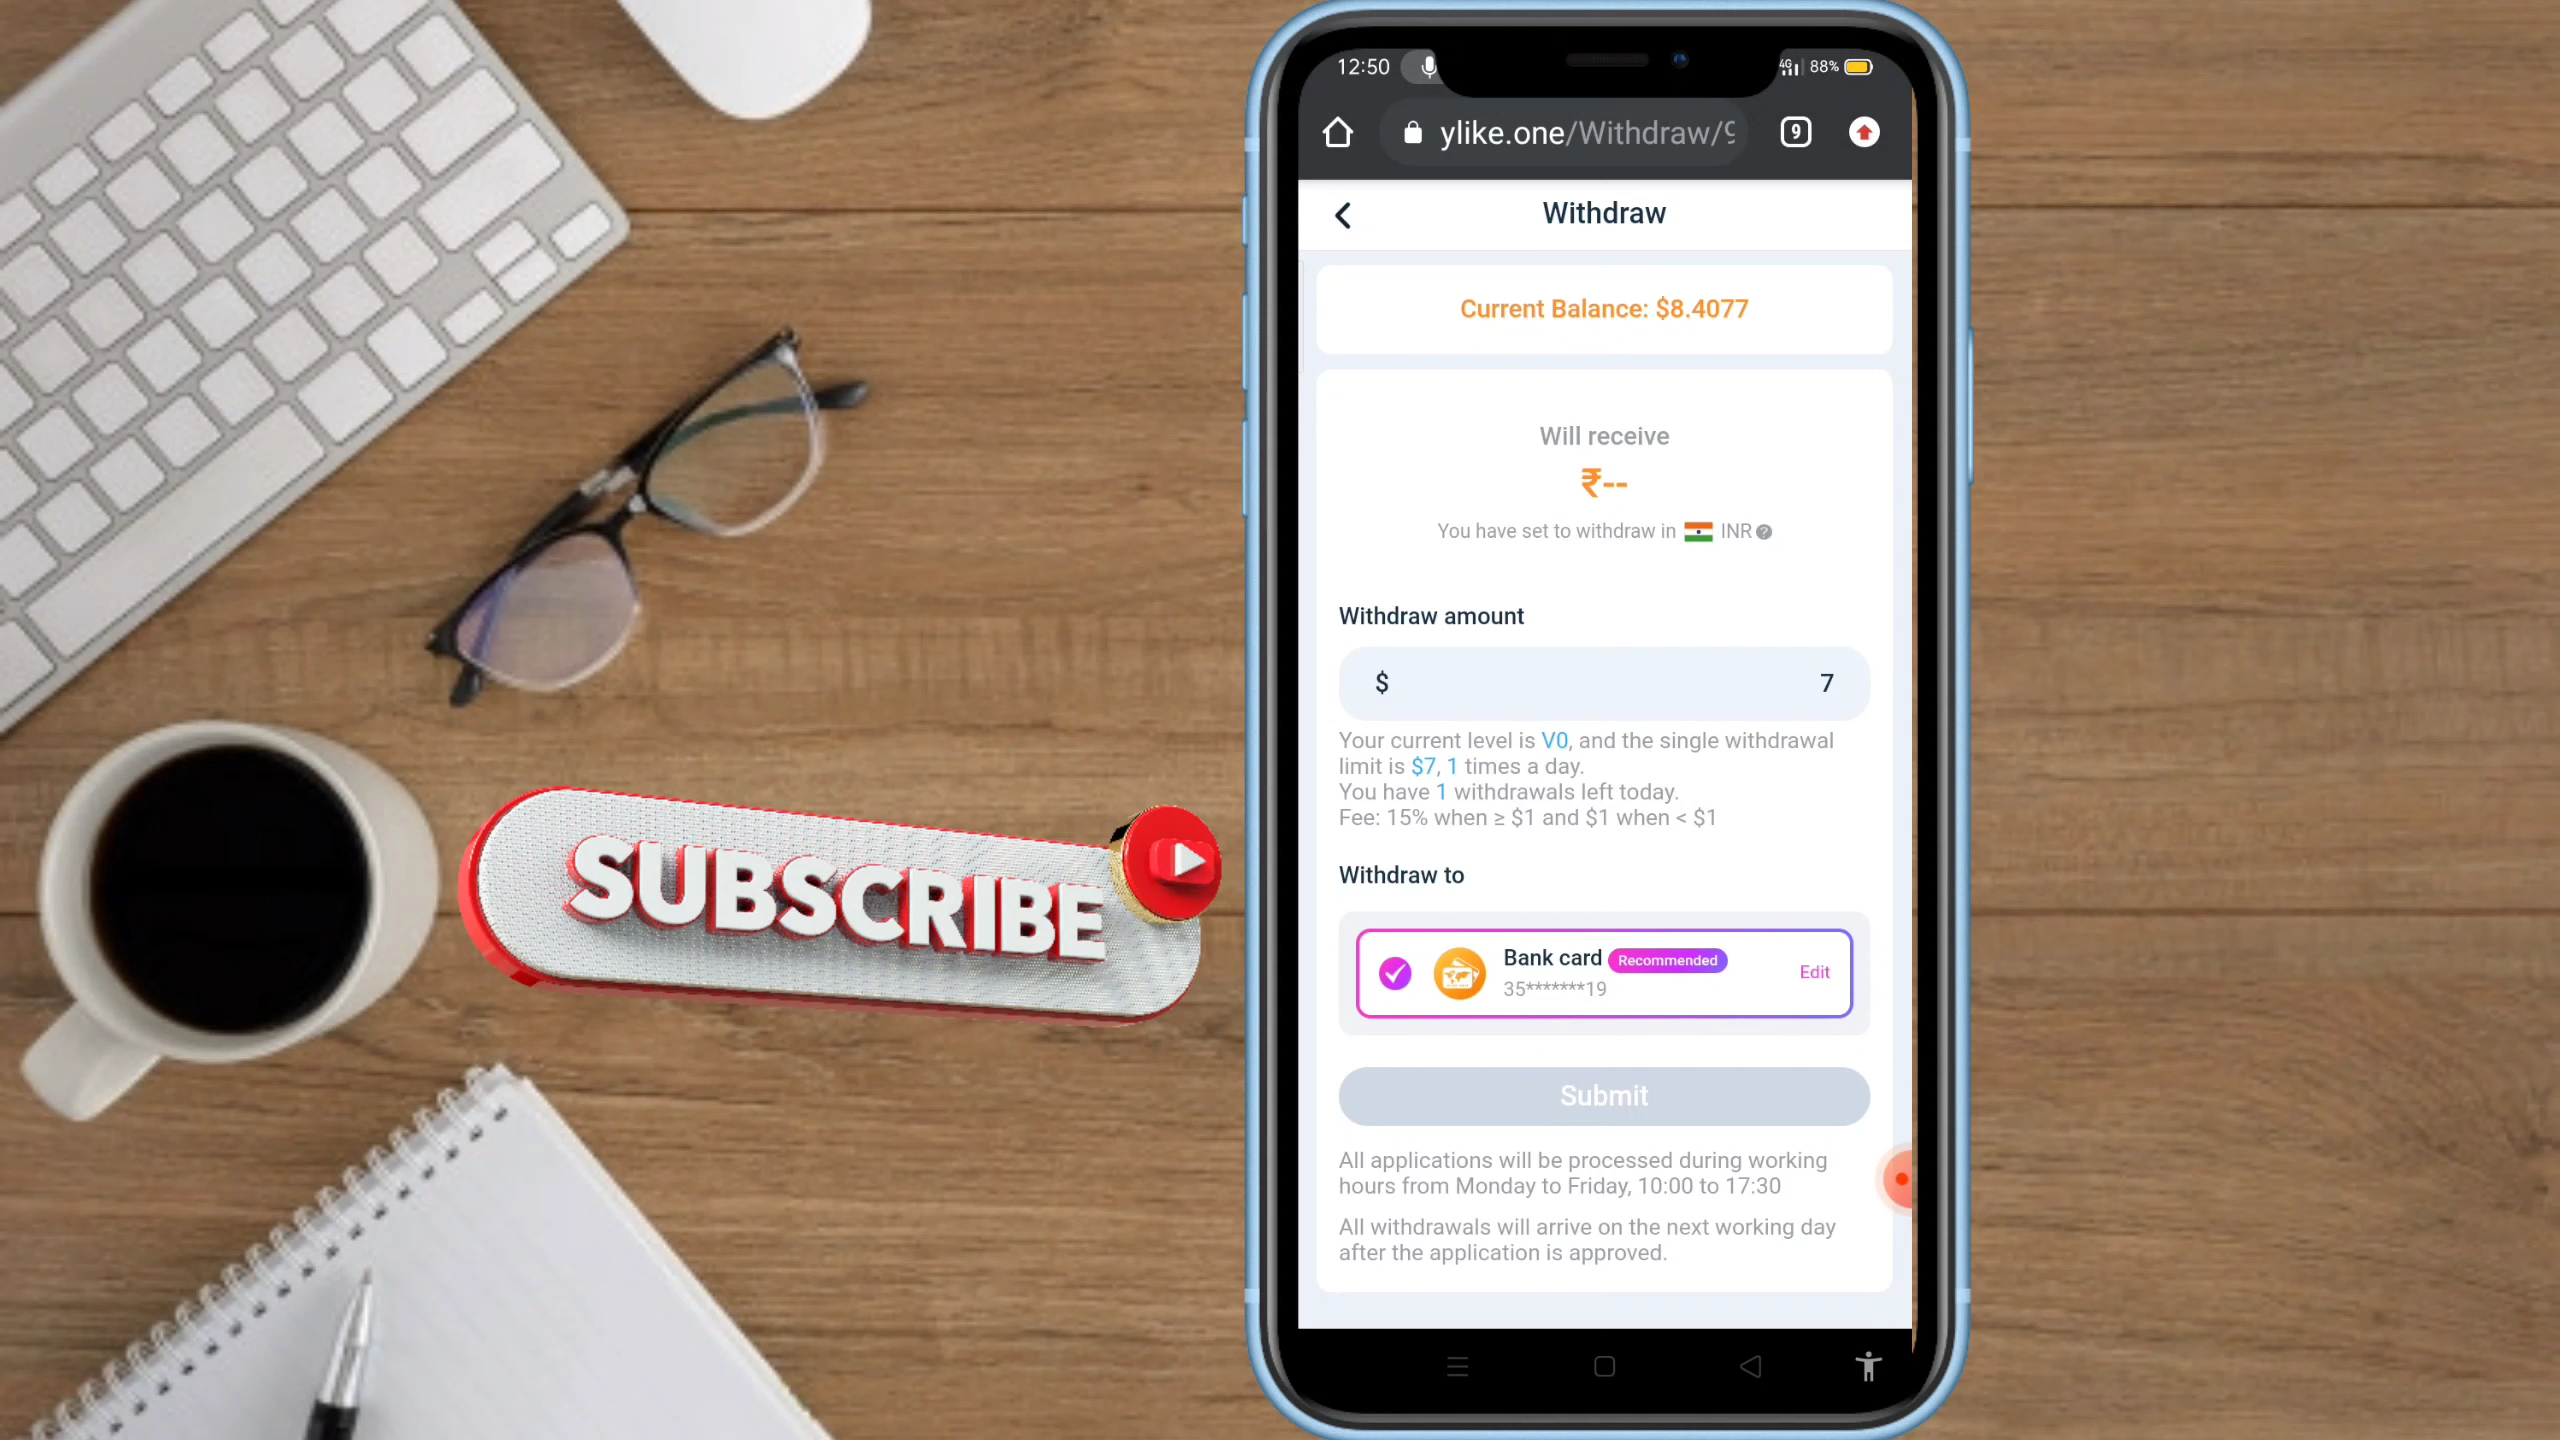 12:50
4G 88%
ylike.one/Withdraw/9
9
Withdraw
Current Balance: $8.4077
Will receive
₹--
You have set to withdraw in INR
Withdraw amount
$ 7
Your current level is V0, and the single withdrawal
limit is $7, 1 times a day.
You have 1 withdrawals left today.
Fee: 15% when ≥ $1 and $1 when < $1
Withdraw to
Bank card Recommended
35*******19
Edit
Submit
All applications will be processed during working
hours from Monday to Friday, 10:00 to 17:30
All withdrawals will arrive on the next working day
after the application is approved.
SUBSCRIBE